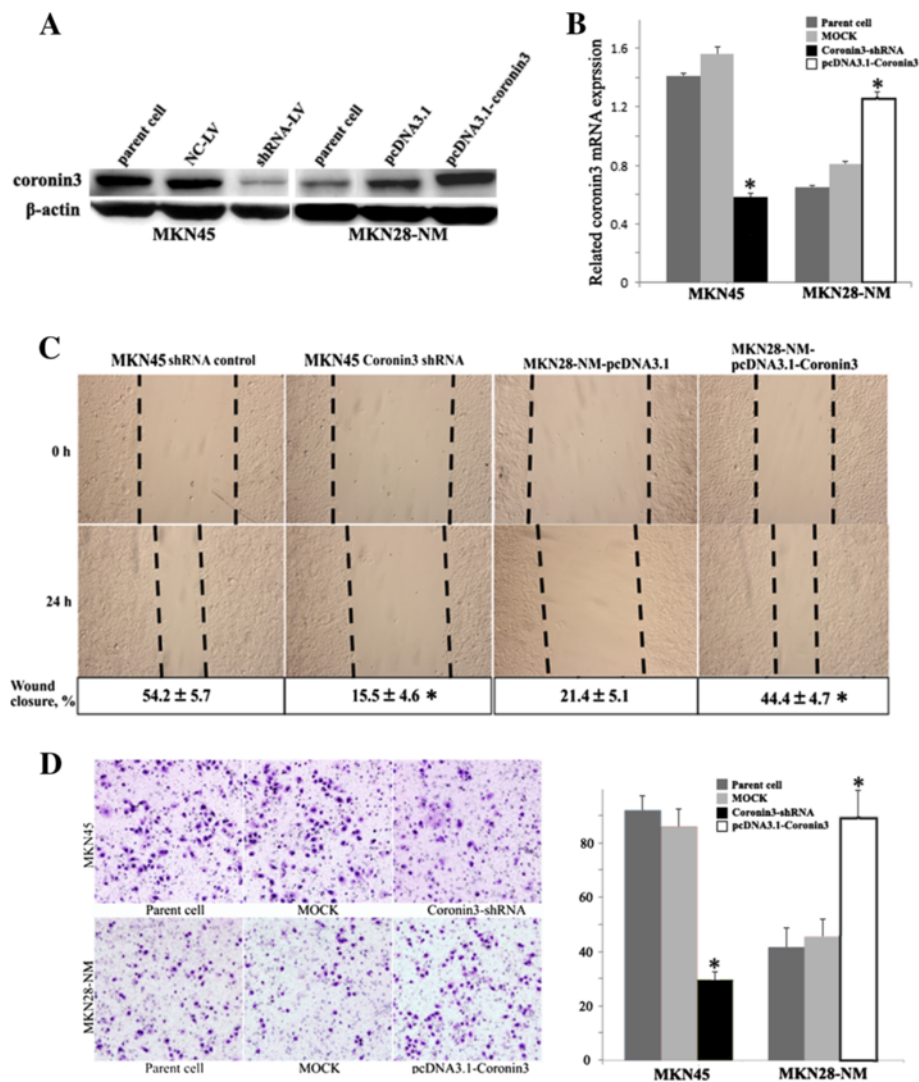 A
parent cell
NC-LV
shRNA-LV
parent cell
pcDNA3.1
pcDNA3.1-coronin3
coronin3
β-actin
MKN45
MKN28-NM
B
Parent cell
MOCK
Coronin3-shRNA
pcDNA3.1-Coronin3
Related coronin3 mRNA exprssion
1.6
1.2
0.8
0.4
0
*
*
MKN45
MKN28-NM
C
MKN45 shRNA control
MKN45 Coronin3 shRNA
MKN28-NM-pcDNA3.1
MKN28-NM-
pcDNA3.1-Coronin3
0 h
24 h
Wound
closure, %
54.2 ± 5.7
15.5 ± 4.6 *
21.4 ± 5.1
44.4 ± 4.7 *
D
MKN45
Parent cell
MOCK
Coronin3-shRNA
MKN28-NM
Parent cell
MOCK
pcDNA3.1-Coronin3
Parent cell
MOCK
Coronin3-shRNA
pcDNA3.1-Coronin3
80
60
40
20
0
*
*
MKN45
MKN28-NM